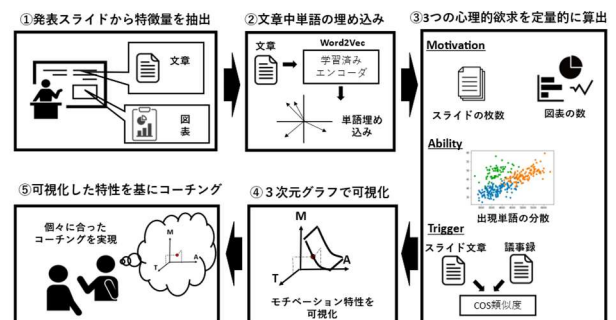 ①発表スライドから特徴量を抽出
文章
図
表
②文章中単語の埋め込み
文章
Word2Vec
学習済み
エンコーダ
単語埋め
込み
③3つの心理的欲求を定量的に算出
Motivation
スライドの枚数
図表の数
Ability
出現単語の分散
Trigger
スライド文章
議事録
COS類似度
④３次元グラフで可視化
M
A
T
モチベーション特性を
可視化
⑤可視化した特性を基にコーチング
個々に合った
コーチングを実現
M
A
T